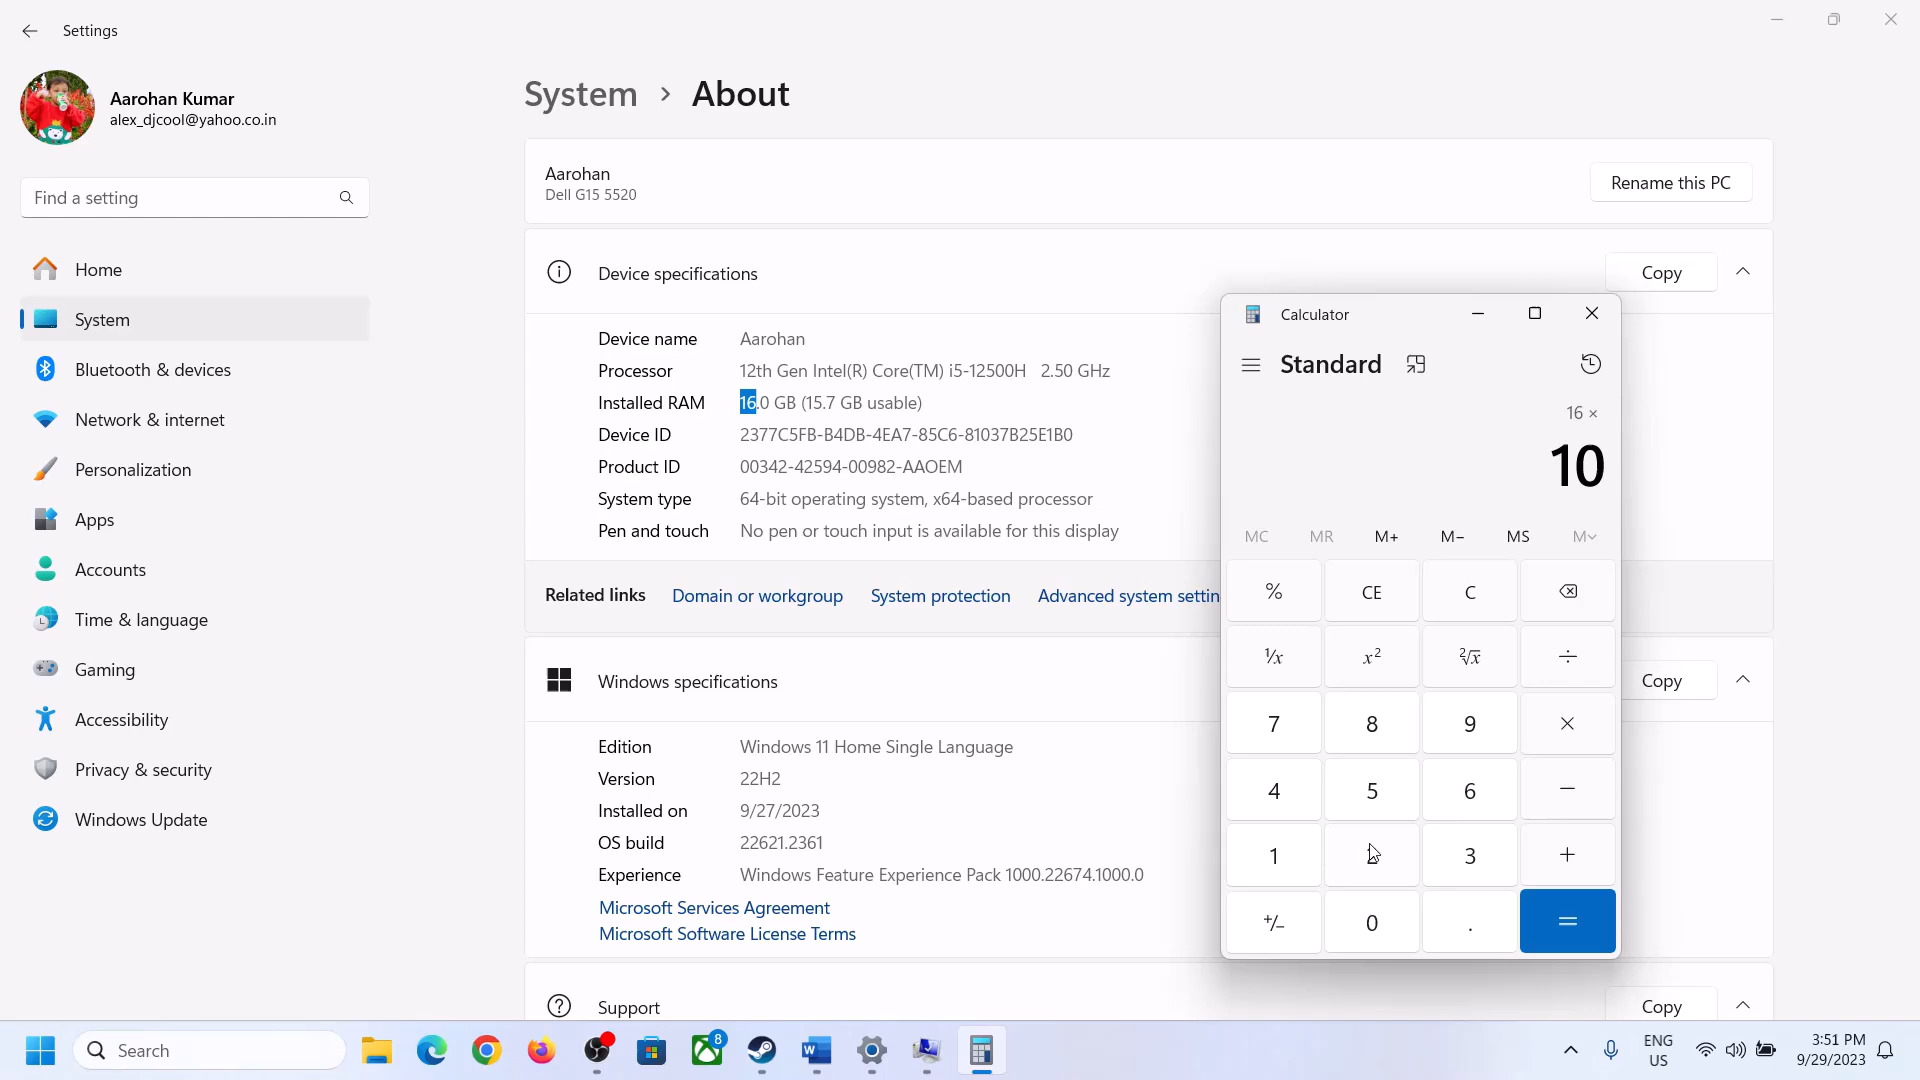 Settings
Aarohan Kumar
alex_djcool@yahoo.co.in
Find a setting
Home
System
Bluetooth & devices
Network & internet
Personalization
Apps
Accounts
Time & language
Gaming
Accessibility
Privacy & security
Windows Update
System > About
Aarohan
Dell G15 5520
Rename this PC
Device specifications
Copy
Device name Aarohan
Processor 12th Gen Intel(R) Core(TM) i5-12500H 2.50 GHz
Installed RAM 16.0 GB (15.7 GB usable)
Device ID 2377C5FB-B4DB-4EA7-85C6-81037B25E1B0
Product ID 00342-42594-00982-AAOEM
System type 64-bit operating system, x64-based processor
Pen and touch No pen or touch input is available for this display
Related links Domain or workgroup System protection Advanced system settin
Windows specifications
Copy
Edition Windows 11 Home Single Language
Version 22H2
Installed on 9/27/2023
OS build 22621.2361
Experience Windows Feature Experience Pack 1000.22674.1000.0
Microsoft Services Agreement
Microsoft Software License Terms
Support
Copy
Calculator
Standard
16 ×
10
MC MR M+ M− MS M
% CE C
¹/x x² ²√x ÷
7 8 9 ×
4 5 6 −
1 2 3 +
+/− 0 . =
Search
8
W
ENG
US
3:51 PM
9/29/2023